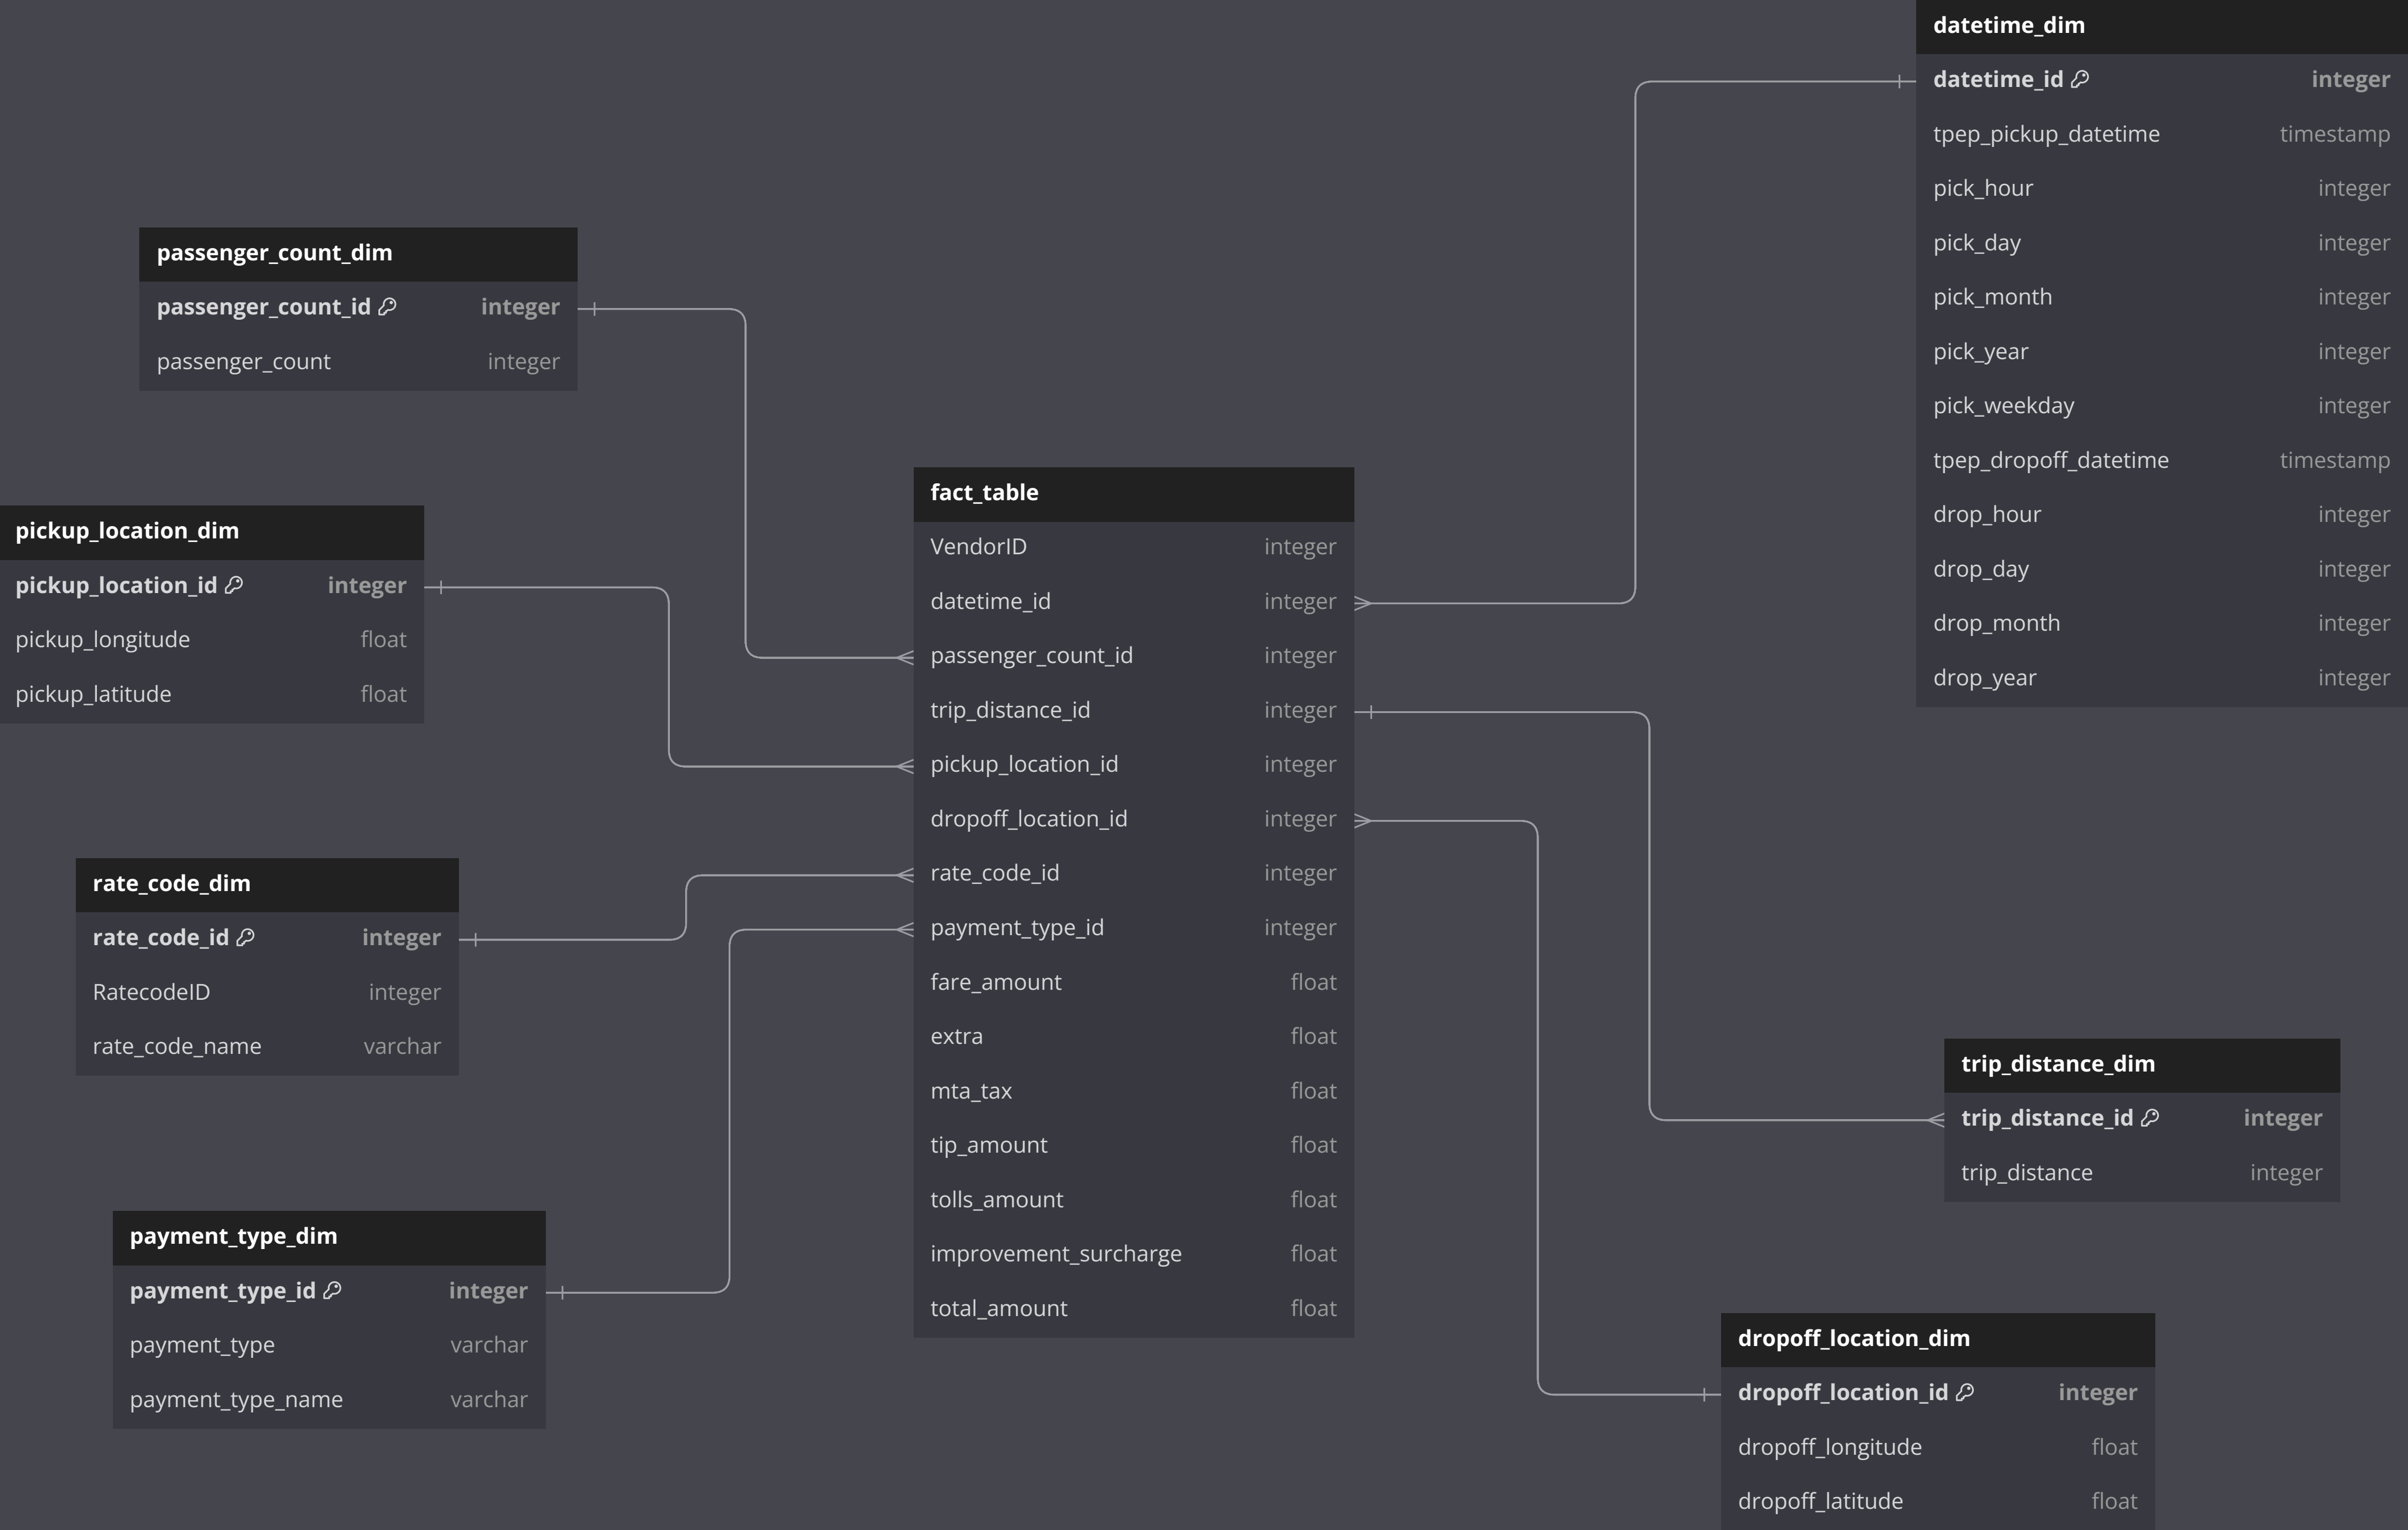 datetime_dim
datetime_id integer
tpep_pickup_datetime timestamp
pick_hour integer
pick_day integer
pick_month integer
pick_year integer
pick_weekday integer
tpep_dropoff_datetime timestamp
drop_hour integer
drop_day integer
drop_month integer
drop_year integer
passenger_count_dim
passenger_count_id integer
passenger_count integer
pickup_location_dim
pickup_location_id integer
pickup_longitude float
pickup_latitude float
fact_table
VendorID integer
datetime_id integer
passenger_count_id integer
trip_distance_id integer
pickup_location_id integer
dropoff_location_id integer
rate_code_id integer
payment_type_id integer
fare_amount float
extra float
mta_tax float
tip_amount float
tolls_amount float
improvement_surcharge float
total_amount float
rate_code_dim
rate_code_id integer
RatecodeID integer
rate_code_name varchar
trip_distance_dim
trip_distance_id integer
trip_distance integer
payment_type_dim
payment_type_id integer
payment_type varchar
payment_type_name varchar
dropoff_location_dim
dropoff_location_id integer
dropoff_longitude float
dropoff_latitude float